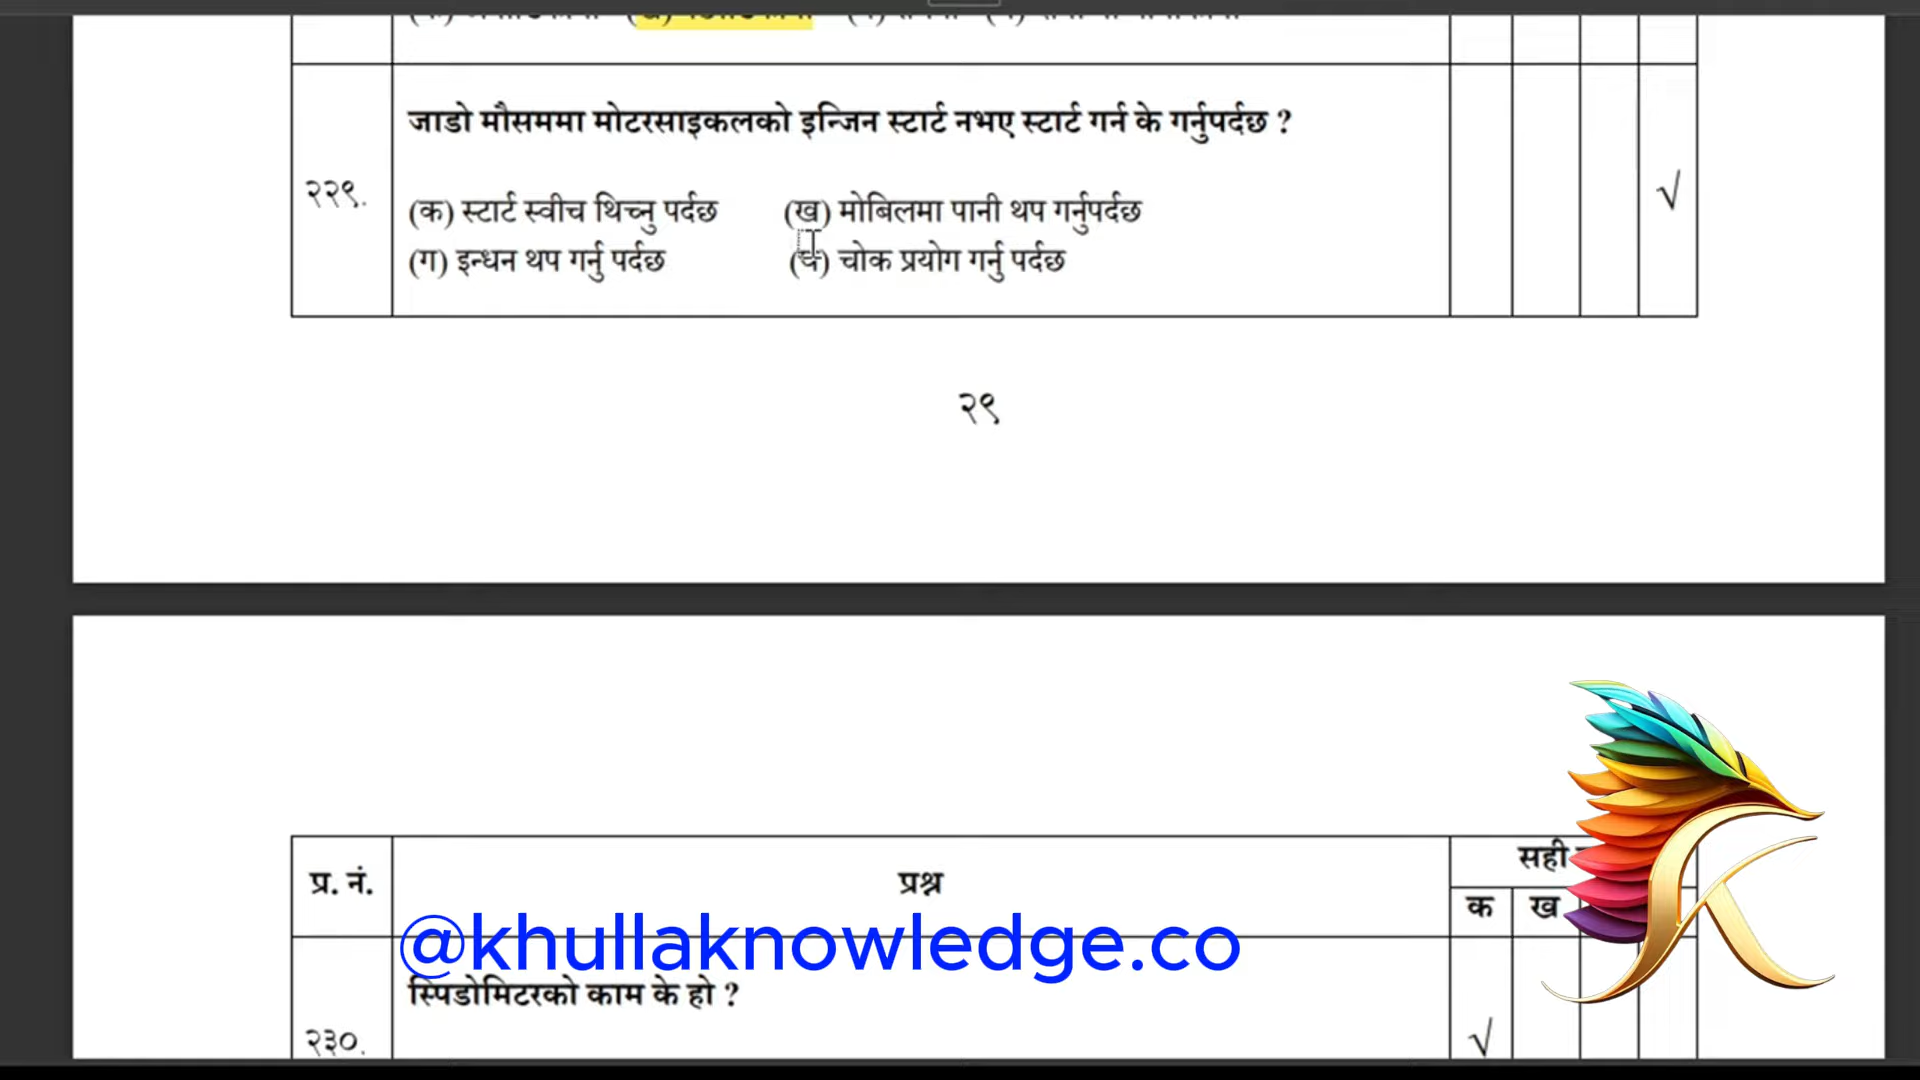 जाडो मौसममा मोटरसाइकलको इन्जिन स्टार्ट नभए स्टार्ट गर्न के गर्नुपर्दछ ?
२२९.
(क) स्टार्ट स्वीच थिच्नु पर्दछ (ख) मोबिलमा पानी थप गर्नुपर्दछ √
(ग) इन्धन थप गर्नु पर्दछ (घ) चोक प्रयोग गर्नु पर्दछ
२९
प्र. नं. प्रश्न सही
क ख
@khullaknowledge.co
स्पिडोमिटरको काम के हो ?
२३०. √